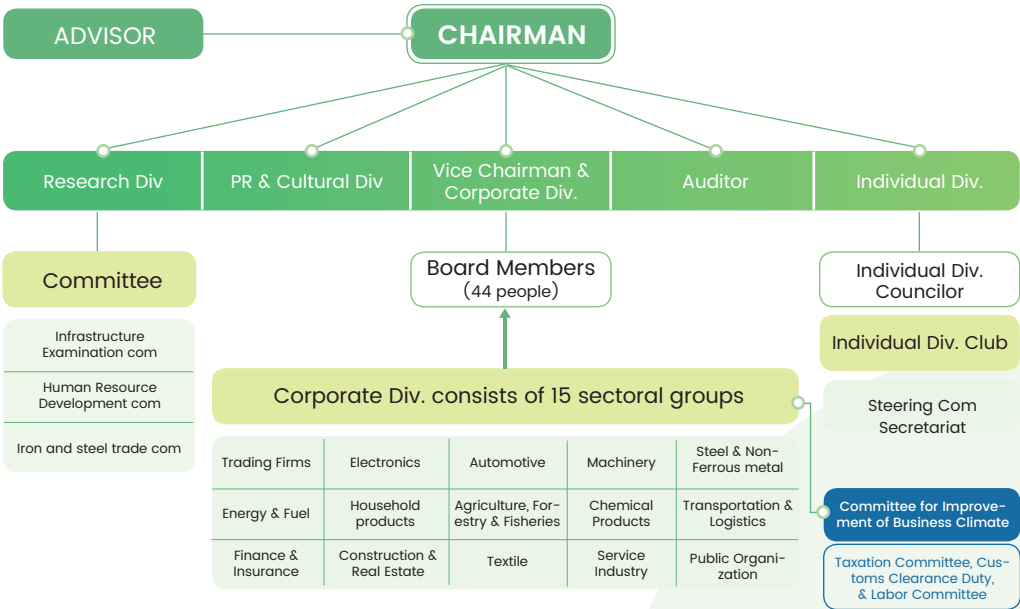 ADVISOR
CHAIRMAN
Research Div
PR & Cultural Div
Vice Chairman &
Corporate Div.
Auditor
Individual Div.
Committee
Infrastructure
Examination com
Human Resource
Development com
Iron and steel trade com
Board Members
(44 people)
Individual Div.
Councilor
Individual Div. Club
Steering Com
Secretariat
Corporate Div. consists of 15 sectoral groups
Trading Firms
Electronics
Automotive
Machinery
Steel & Non-
Ferrous metal
Energy & Fuel
Household
products
Agriculture, For-
estry & Fisheries
Chemical
Products
Transportation &
Logistics
Finance &
Insurance
Construction &
Real Estate
Textile
Service
Industry
Public Organi-
zation
Committee for Improve-
ment of Business Climate
Taxation Committee, Cus-
toms Clearance Duty,
& Labor Committee